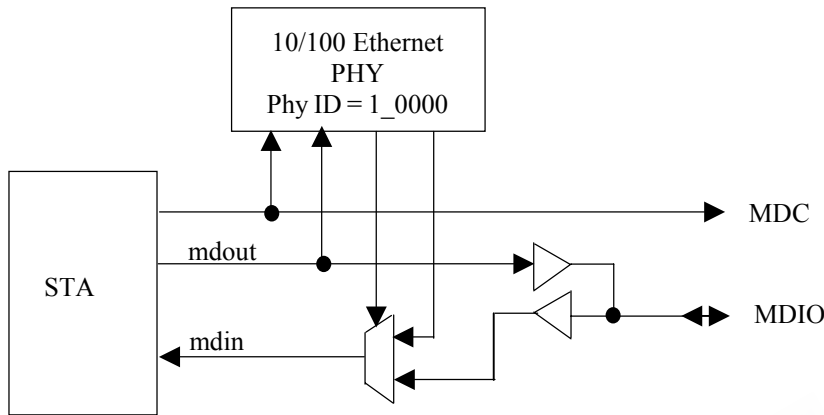 10/100 Ethernet
PHY
Phy ID = 1_0000
MDC
mdout
STA
MDIO
mdin